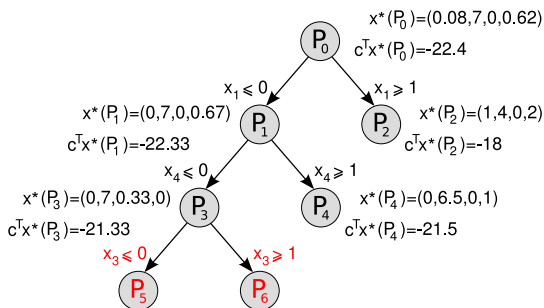 x*(P₀)=(0.08,7,0,0.62)
P₀
cᵀx*(P₀)=-22.4
x₁⩽0
x₁⩾1
x*(P₁)=(0,7,0,0.67)
P₁
cᵀx*(P₁)=-22.33
P₂
x*(P₂)=(1,4,0,2)
cᵀx*(P₂)=-18
x₄⩽0
x₄⩾1
x*(P₃)=(0,7,0.33,0)
P₃
cᵀx*(P₃)=-21.33
P₄
x*(P₄)=(0,6.5,0,1)
cᵀx*(P₄)=-21.5
x₃⩽0
x₃⩾1
P₅
P₆